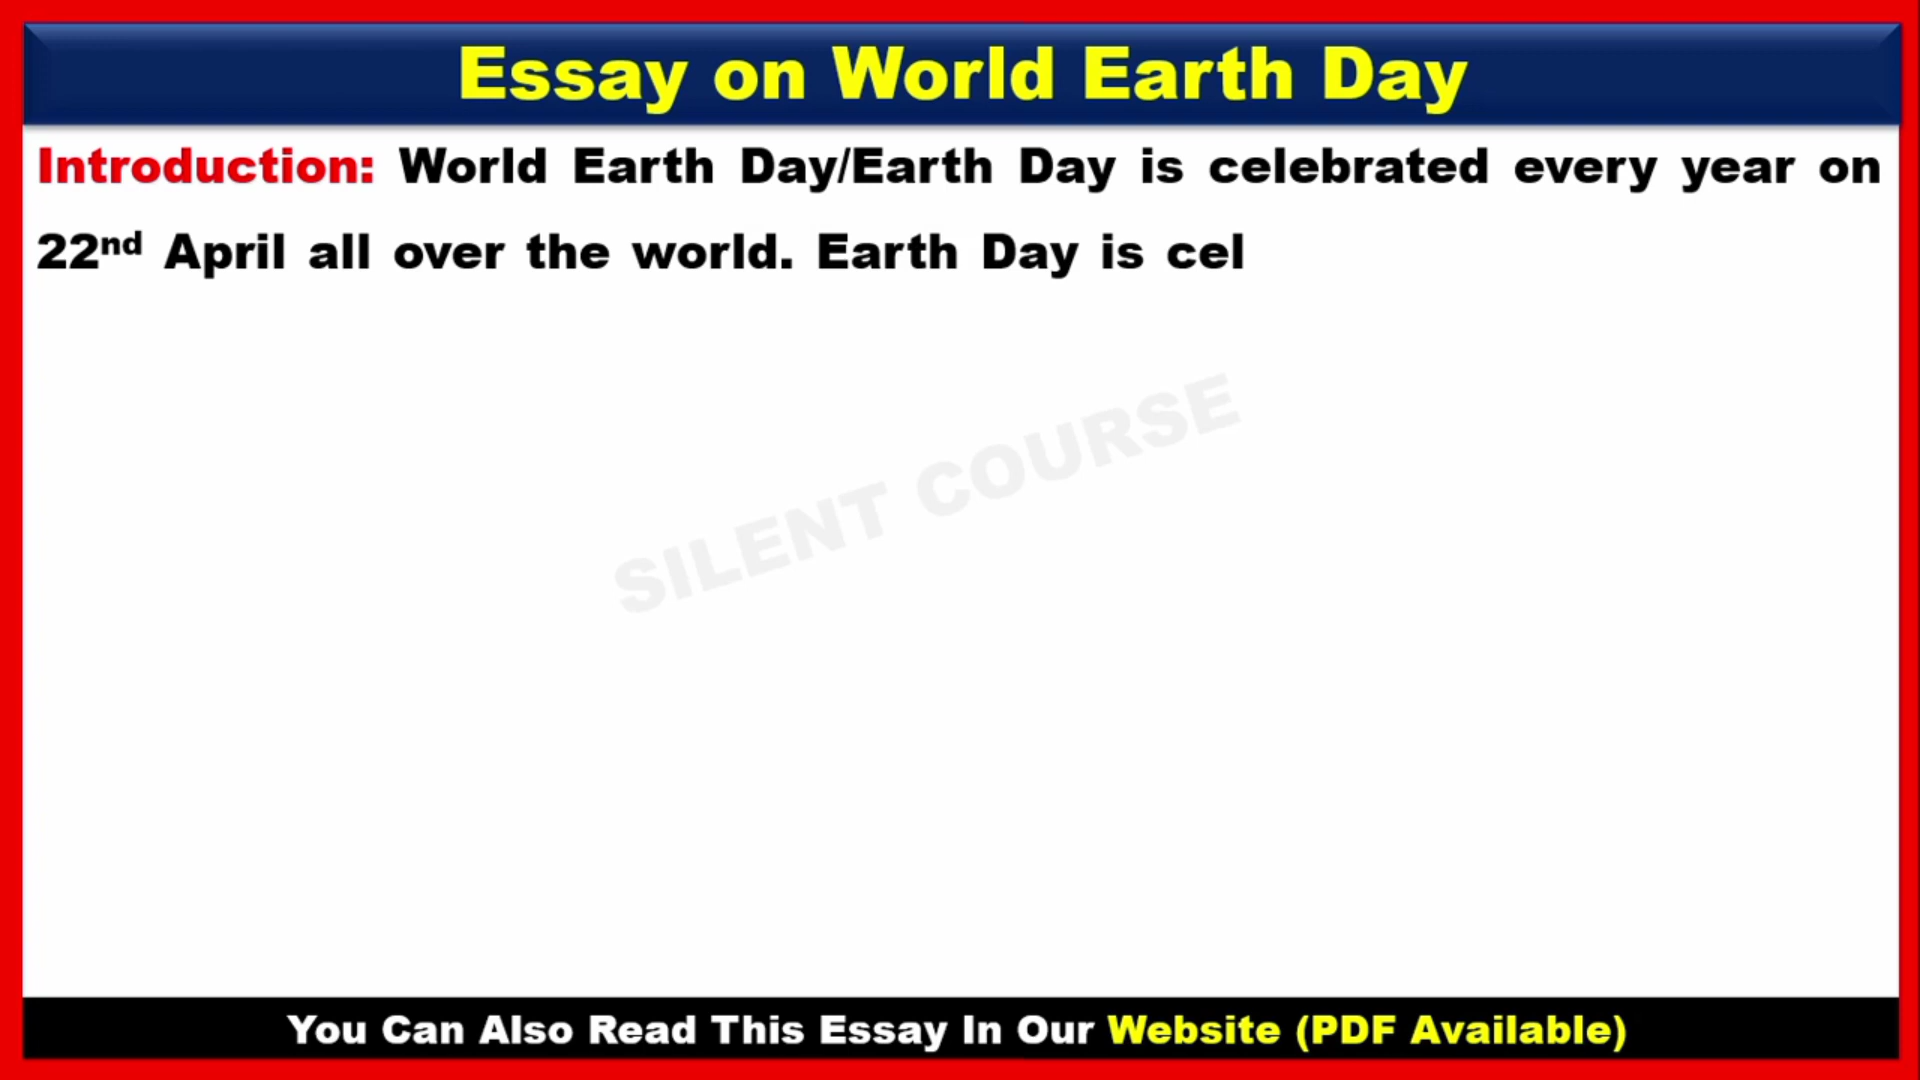 Essay on World Earth Day
Introduction: World Earth Day/Earth Day is celebrated every year on
22nd April all over the world. Earth Day is cel
SILENT COURSE
You Can Also Read This Essay In Our Website (PDF Available)